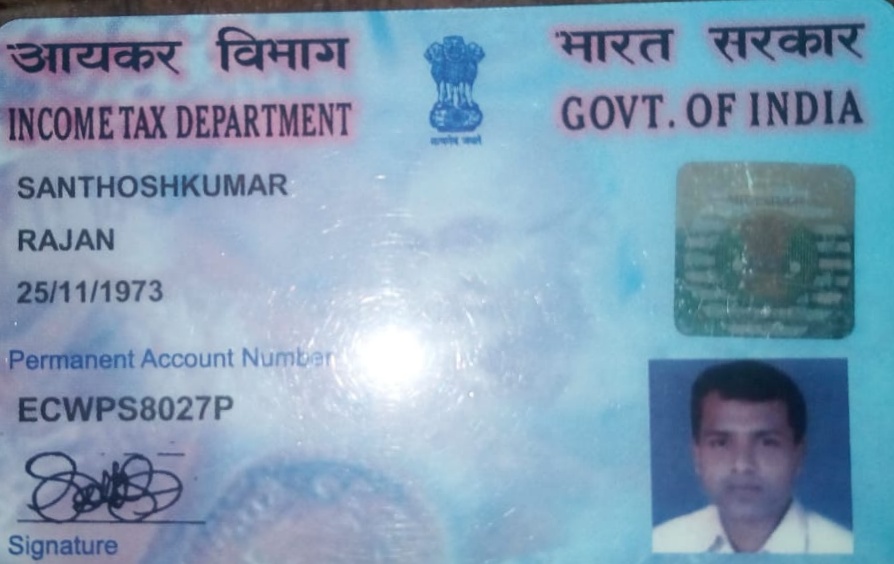 आयकर विभाग
भारत सरकार
INCOME TAX DEPARTMENT
GOVT. OF INDIA
सत्यमेव जयते
SANTHOSHKUMAR
RAJAN
25/11/1973
Permanent Account Number
ECWPS8027P
Signature